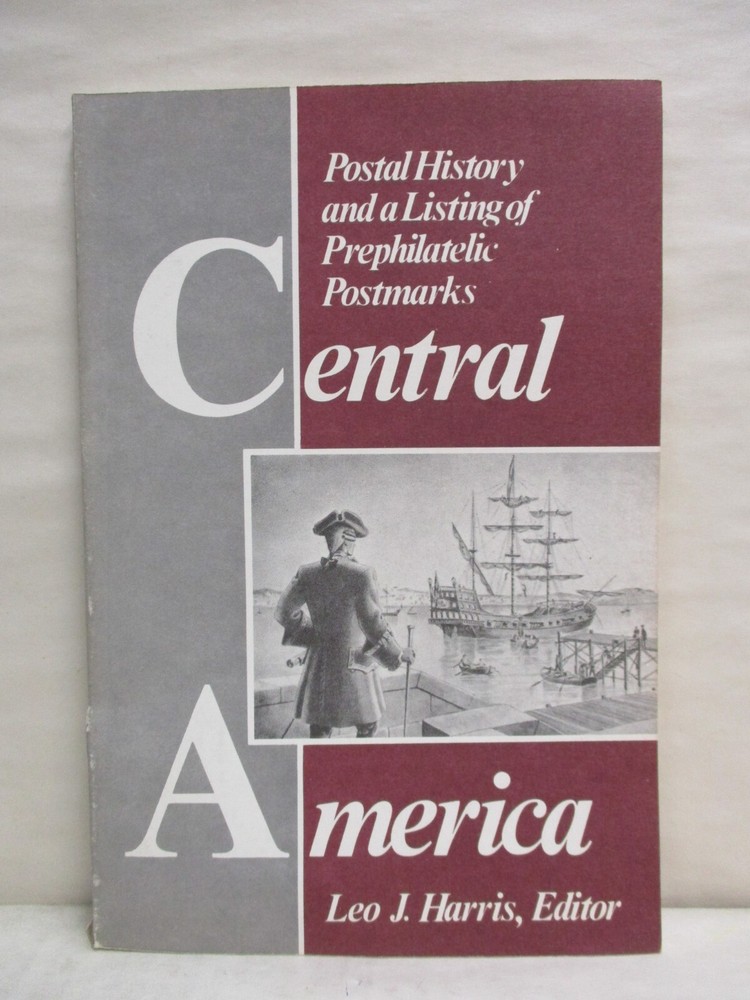 Postal History
and a Listing of
Prephilatelic
Postmarks
Central
America
Leo J. Harris, Editor